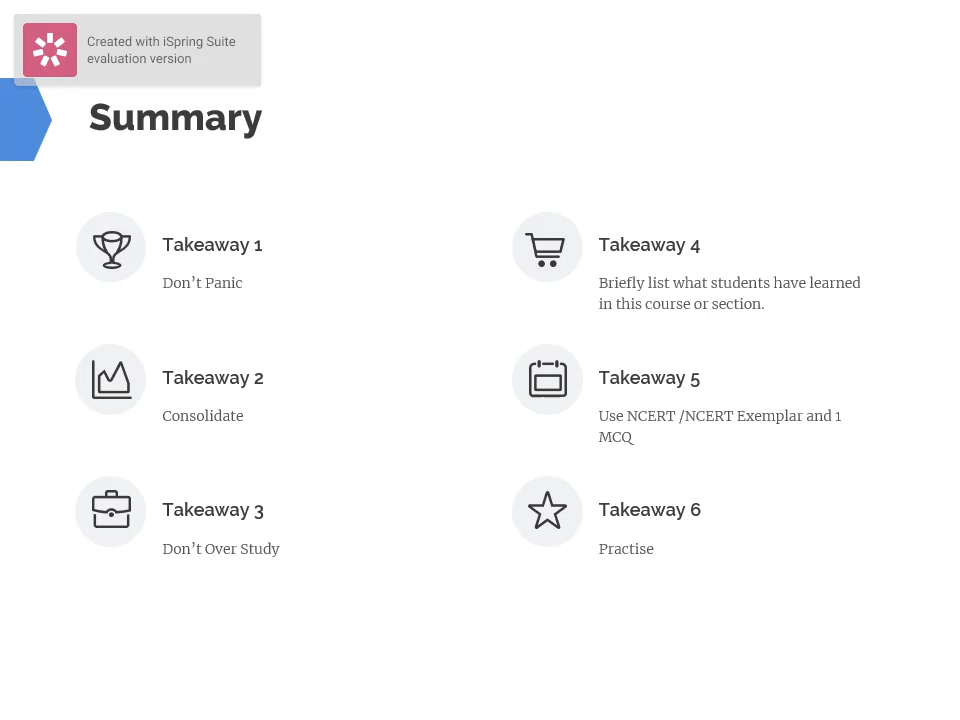 Created with iSpring Suite
evaluation version
Summary
Takeaway 1
Don’t Panic
Takeaway 2
Consolidate
Takeaway 3
Don’t Over Study
Takeaway 4
Briefly list what students have learned
in this course or section.
Takeaway 5
Use NCERT /NCERT Exemplar and 1
MCQ
Takeaway 6
Practise